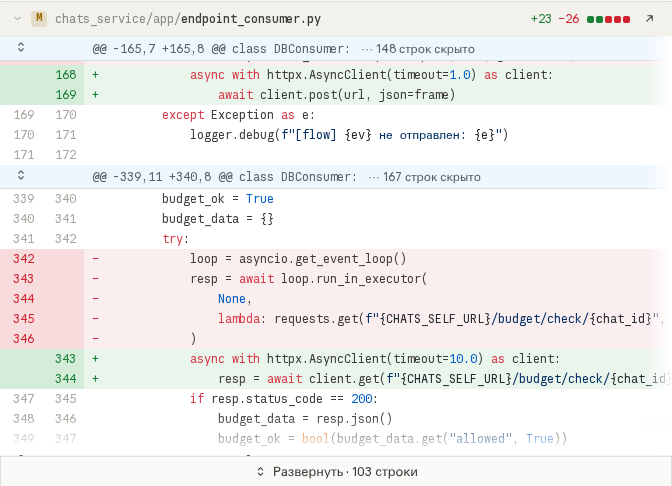 M chats_service/app/endpoint_consumer.py +23 −26
@@ -165,7 +165,8 @@ class DBConsumer: ··· 148 строк скрыто
168 + async with httpx.AsyncClient(timeout=1.0) as client:
169 + await client.post(url, json=frame)
169 170 except Exception as e:
170 171 logger.debug(f"[flow] {ev} не отправлен: {e}")
171 172
@@ -339,11 +340,8 @@ class DBConsumer: ··· 167 строк скрыто
339 340 budget_ok = True
340 341 budget_data = {}
341 342 try:
342 − loop = asyncio.get_event_loop()
343 − resp = await loop.run_in_executor(
344 − None,
345 − lambda: requests.get(f"{CHATS_SELF_URL}/budget/check/{chat_id}",
346 − )
343 + async with httpx.AsyncClient(timeout=10.0) as client:
344 + resp = await client.get(f"{CHATS_SELF_URL}/budget/check/{chat_id}
347 345 if resp.status_code == 200:
348 346 budget_data = resp.json()
349 347 budget_ok = bool(budget_data.get("allowed", True))
Развернуть · 103 строки